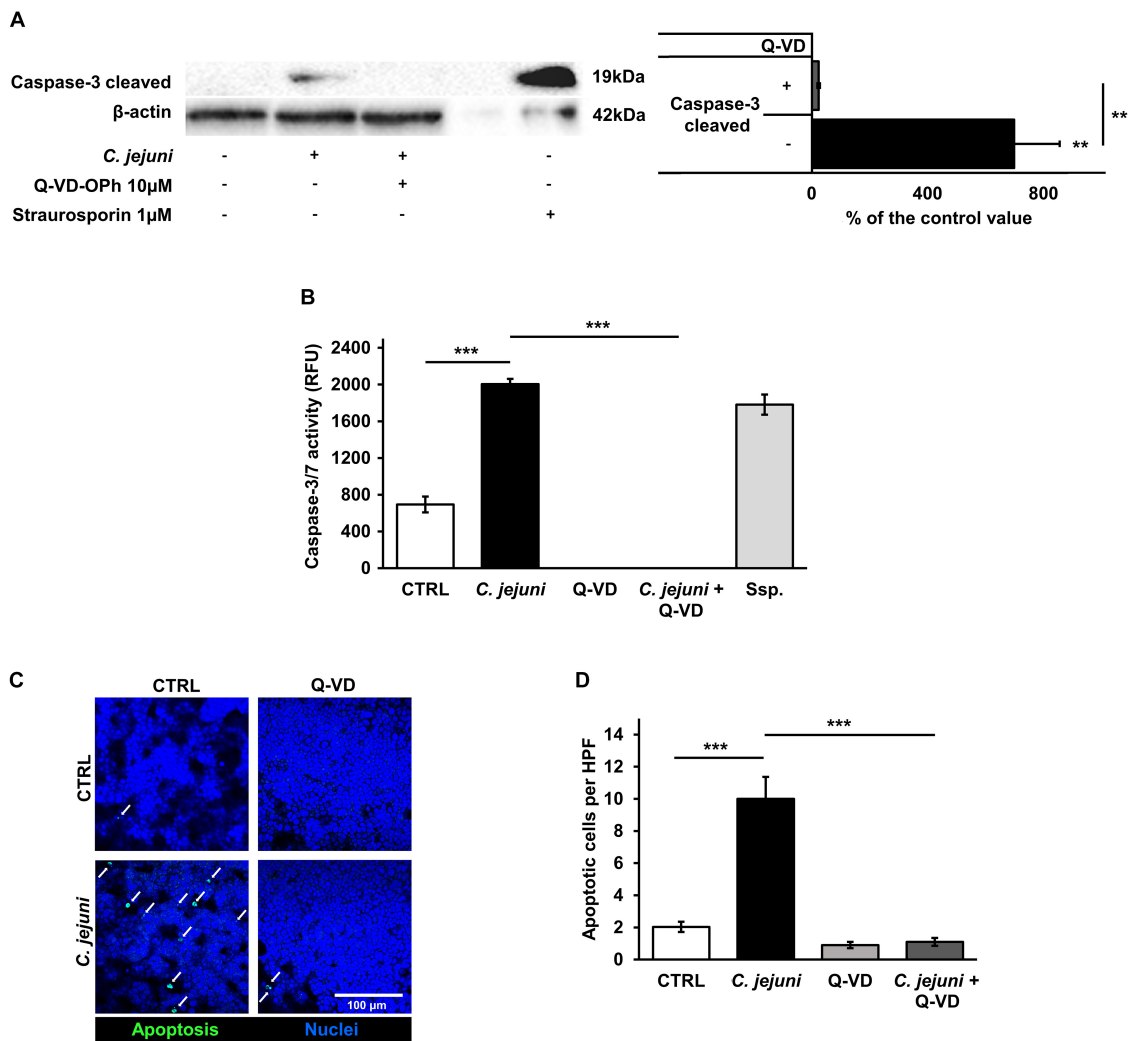 A
Caspase-3 cleaved
19kDa
β-actin
42kDa
C. jejuni - + + -
Q-VD-OPh 10µM - - + -
Straurosporin 1µM - - - +
Q-VD
+
Caspase-3
cleaved
-
**
**
0 400 800
% of the control value
B
Caspase-3/7 activity (RFU)
2400
2000
1600
1200
800
400
0
***
***
CTRL C. jejuni Q-VD C. jejuni + Q-VD Ssp.
C
CTRL Q-VD
CTRL
C. jejuni
100 µm
Apoptosis Nuclei
D
Apoptotic cells per HPF
14
12
10
8
6
4
2
0
***
***
CTRL C. jejuni Q-VD C. jejuni +
Q-VD